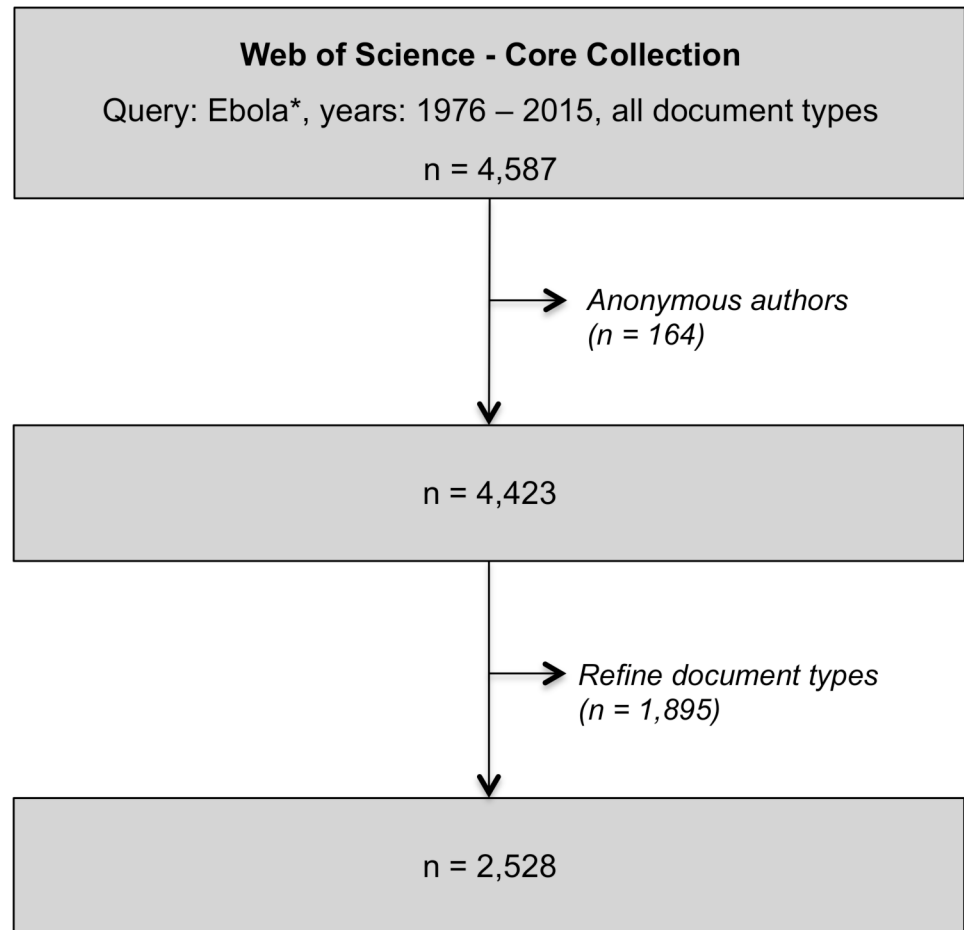 Web of Science - Core Collection
Query: Ebola*, years: 1976 – 2015, all document types
n = 4,587
Anonymous authors
(n = 164)
n = 4,423
Refine document types
(n = 1,895)
n = 2,528